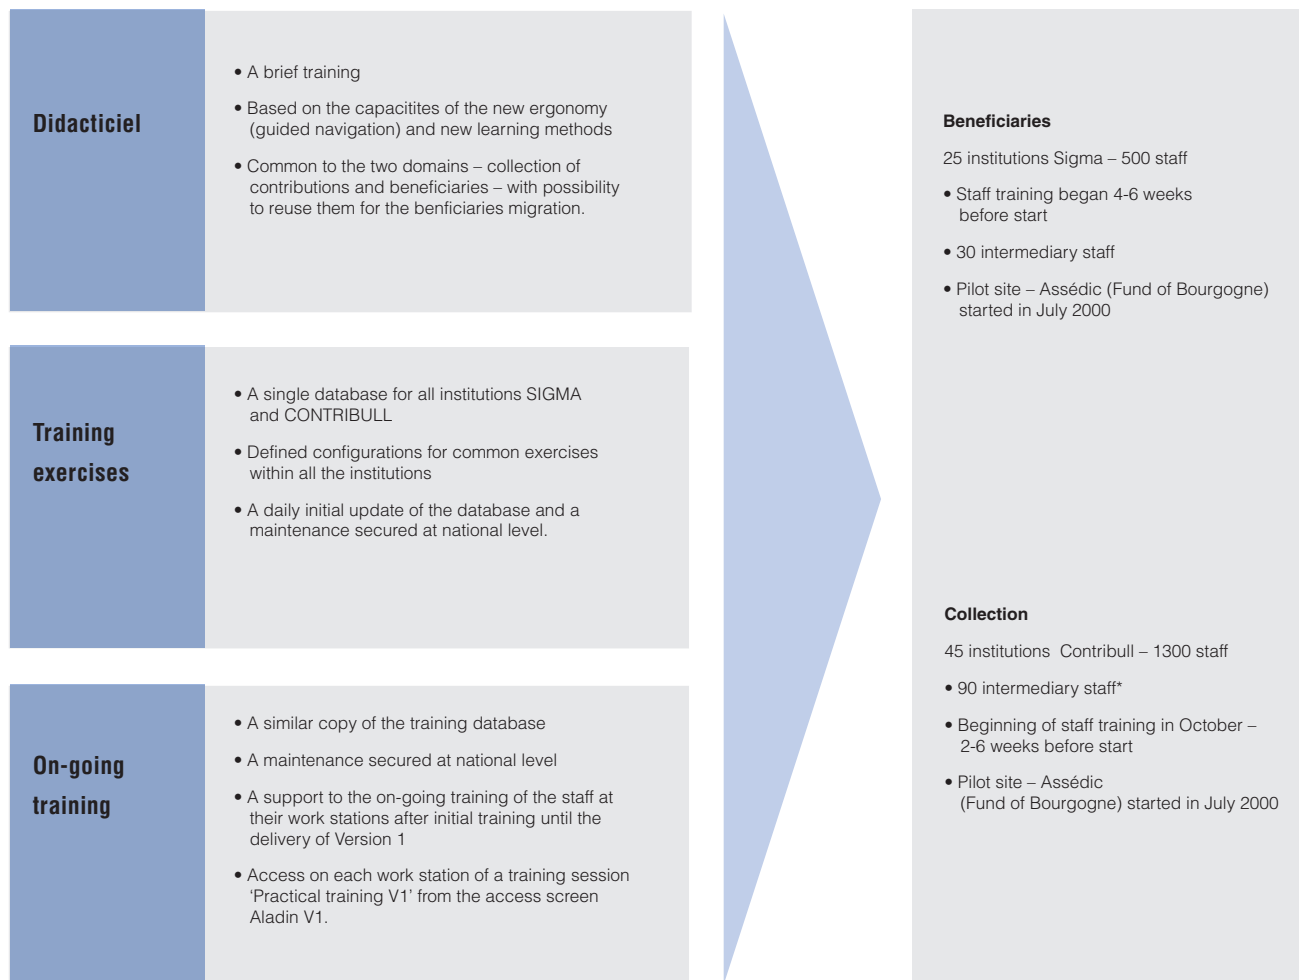 Didacticiel
• A brief training
• Based on the capacitites of the new ergonomy
(guided navigation) and new learning methods
• Common to the two domains – collection of
contributions and beneficiaries – with possibility
to reuse them for the benficiaries migration.
Training
exercises
• A single database for all institutions SIGMA
and CONTRIBULL
• Defined configurations for common exercises
within all the institutions
• A daily initial update of the database and a
maintenance secured at national level.
On-going
training
• A similar copy of the training database
• A maintenance secured at national level
• A support to the on-going training of the staff at
their work stations after initial training until the
delivery of Version 1
• Access on each work station of a training session
‘Practical training V1’ from the access screen
Aladin V1.
Beneficiaries
25 institutions Sigma – 500 staff
• Staff training began 4-6 weeks
before start
• 30 intermediary staff
• Pilot site – Assédic (Fund of Bourgogne)
started in July 2000
Collection
45 institutions Contribull – 1300 staff
• 90 intermediary staff*
• Beginning of staff training in October –
2-6 weeks before start
• Pilot site – Assédic
(Fund of Bourgogne) started in July 2000